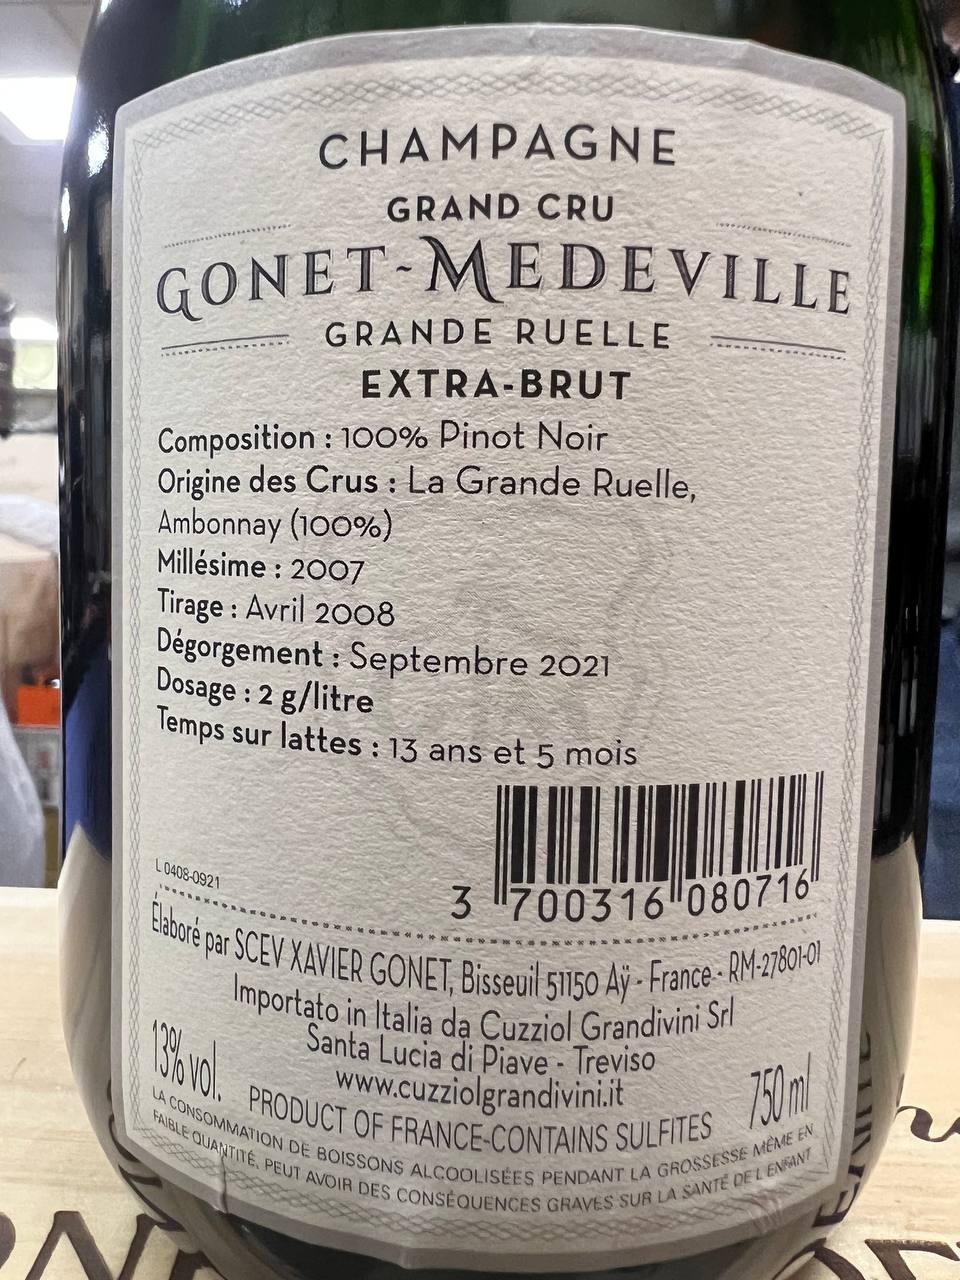 CHAMPAGNE
GRAND CRU
GONET-MEDEVILLE
GRANDE RUELLE
EXTRA-BRUT
Composition : 100% Pinot Noir
Origine des Crus : La Grande Ruelle,
Ambonnay (100%)
Millésime : 2007
Tirage : Avril 2008
Dégorgement : Septembre 2021
Dosage : 2 g/litre
Temps sur lattes : 13 ans et 5 mois
L 0408-0921
3 700316 080716
Élaboré par SCEV XAVIER GONET, Bisseuil 51150 Aÿ - France - RM-27801-01
Importato in Italia da Cuzziol Grandivini Srl
Santa Lucia di Piave - Treviso
www.cuzziolgrandivini.it
13% vol.
750 ml
PRODUCT OF FRANCE-CONTAINS SULFITES
LA CONSOMMATION DE BOISSONS ALCOOLISÉES PENDANT LA GROSSESSE MÊME EN
FAIBLE QUANTITÉ, PEUT AVOIR DES CONSÉQUENCES GRAVES SUR LA SANTÉ DE L'ENFANT